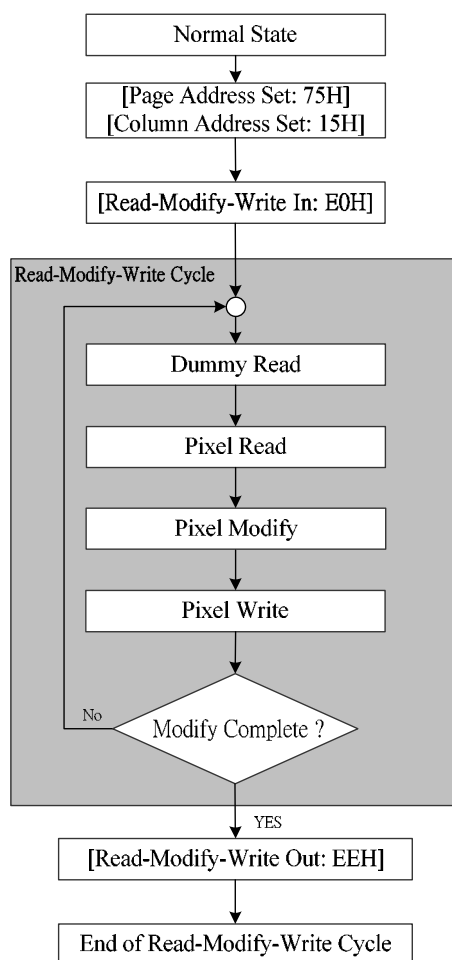 Normal State
[Page Address Set: 75H]
[Column Address Set: 15H]
[Read-Modify-Write In: E0H]
Read-Modify-Write Cycle
Dummy Read
Pixel Read
Pixel Modify
Pixel Write
No
Modify Complete ?
YES
[Read-Modify-Write Out: EEH]
End of Read-Modify-Write Cycle